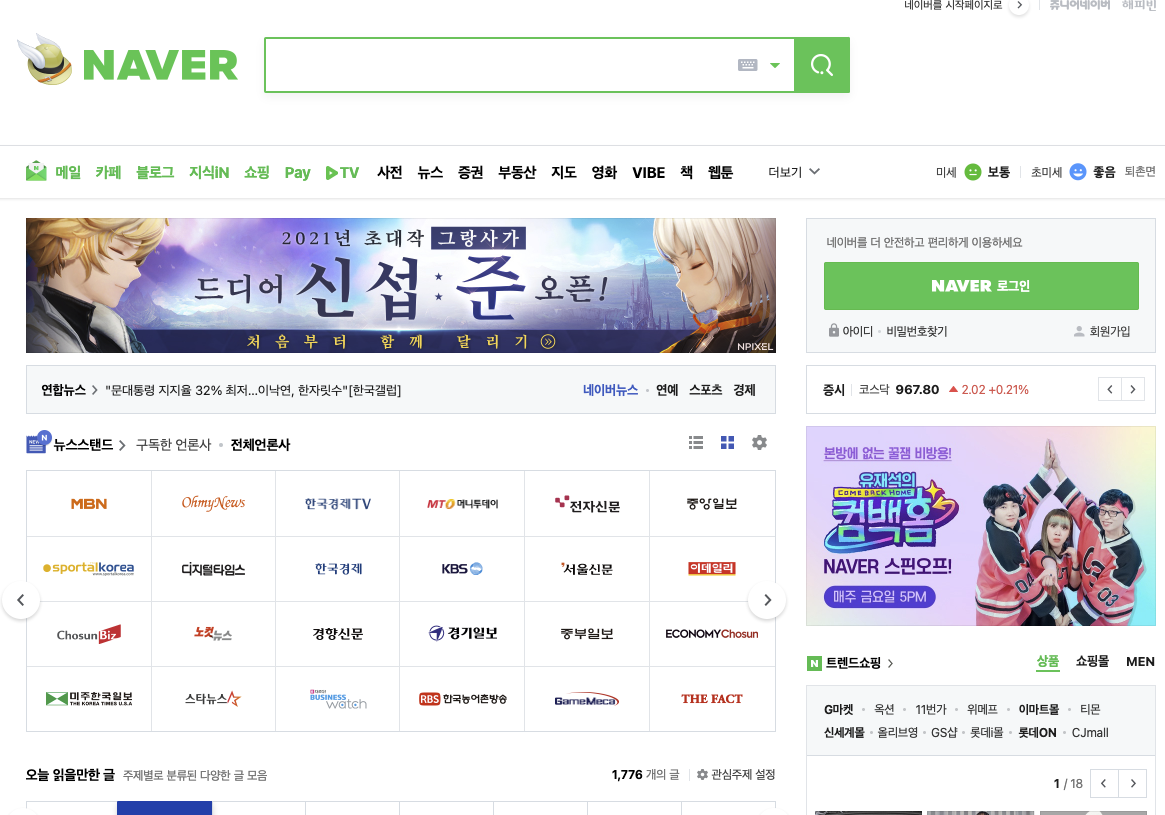 네이버를 시작페이지로
쥬니어네이버 해피빈
NAVER
메일 카페 블로그 지식iN 쇼핑 Pay TV 사전 뉴스 증권 부동산 지도 영화 VIBE 책 웹툰 더보기
미세 보통 초미세 좋음 퇴촌면
2021년 초대작 그랑사가
드디어 신섭:준 오픈!
처음부터 함께 달리기
NPIXEL
네이버를 더 안전하고 편리하게 이용하세요
NAVER 로그인
아이디 · 비밀번호찾기 회원가입
연합뉴스 > "문대통령 지지율 32% 최저…이낙연, 한자릿수"[한국갤럽]
네이버뉴스 · 연예 스포츠 경제
증시 코스닥 967.80 ▲ 2.02 +0.21%
NEW N 뉴스스탠드 > 구독한 언론사 · 전체언론사
MBN OhmyNews 한국경제TV MTO 머니투데이 전자신문 중앙일보
sportalkorea www.sportalkorea.com 디지털타임스 한국경제 KBS 서울신문 이데일리
ChosunBiz 노컷뉴스 경향신문 경기일보 중부일보 ECONOMYChosun
미주한국일보 THE KOREA TIMES U.S.A 스타뉴스 BUSINESS watch RBS 한국농어촌방송 GameMeca THE FACT
본방에 없는 꿀잼 비방용!
유재석의
COME BACK HOME
컴백홈
NAVER 스핀오프!
매주 금요일 5PM
N 트렌드쇼핑 > 상품 쇼핑몰 MEN
G마켓 · 옥션 · 11번가 · 위메프 · 이마트몰 · 티몬
신세계몰 · 올리브영 · GS샵 · 롯데i몰 · 롯데ON · CJmall
1 / 18
오늘 읽을만한 글 주제별로 분류된 다양한 글 모음
1,776 개의 글 관심주제 설정